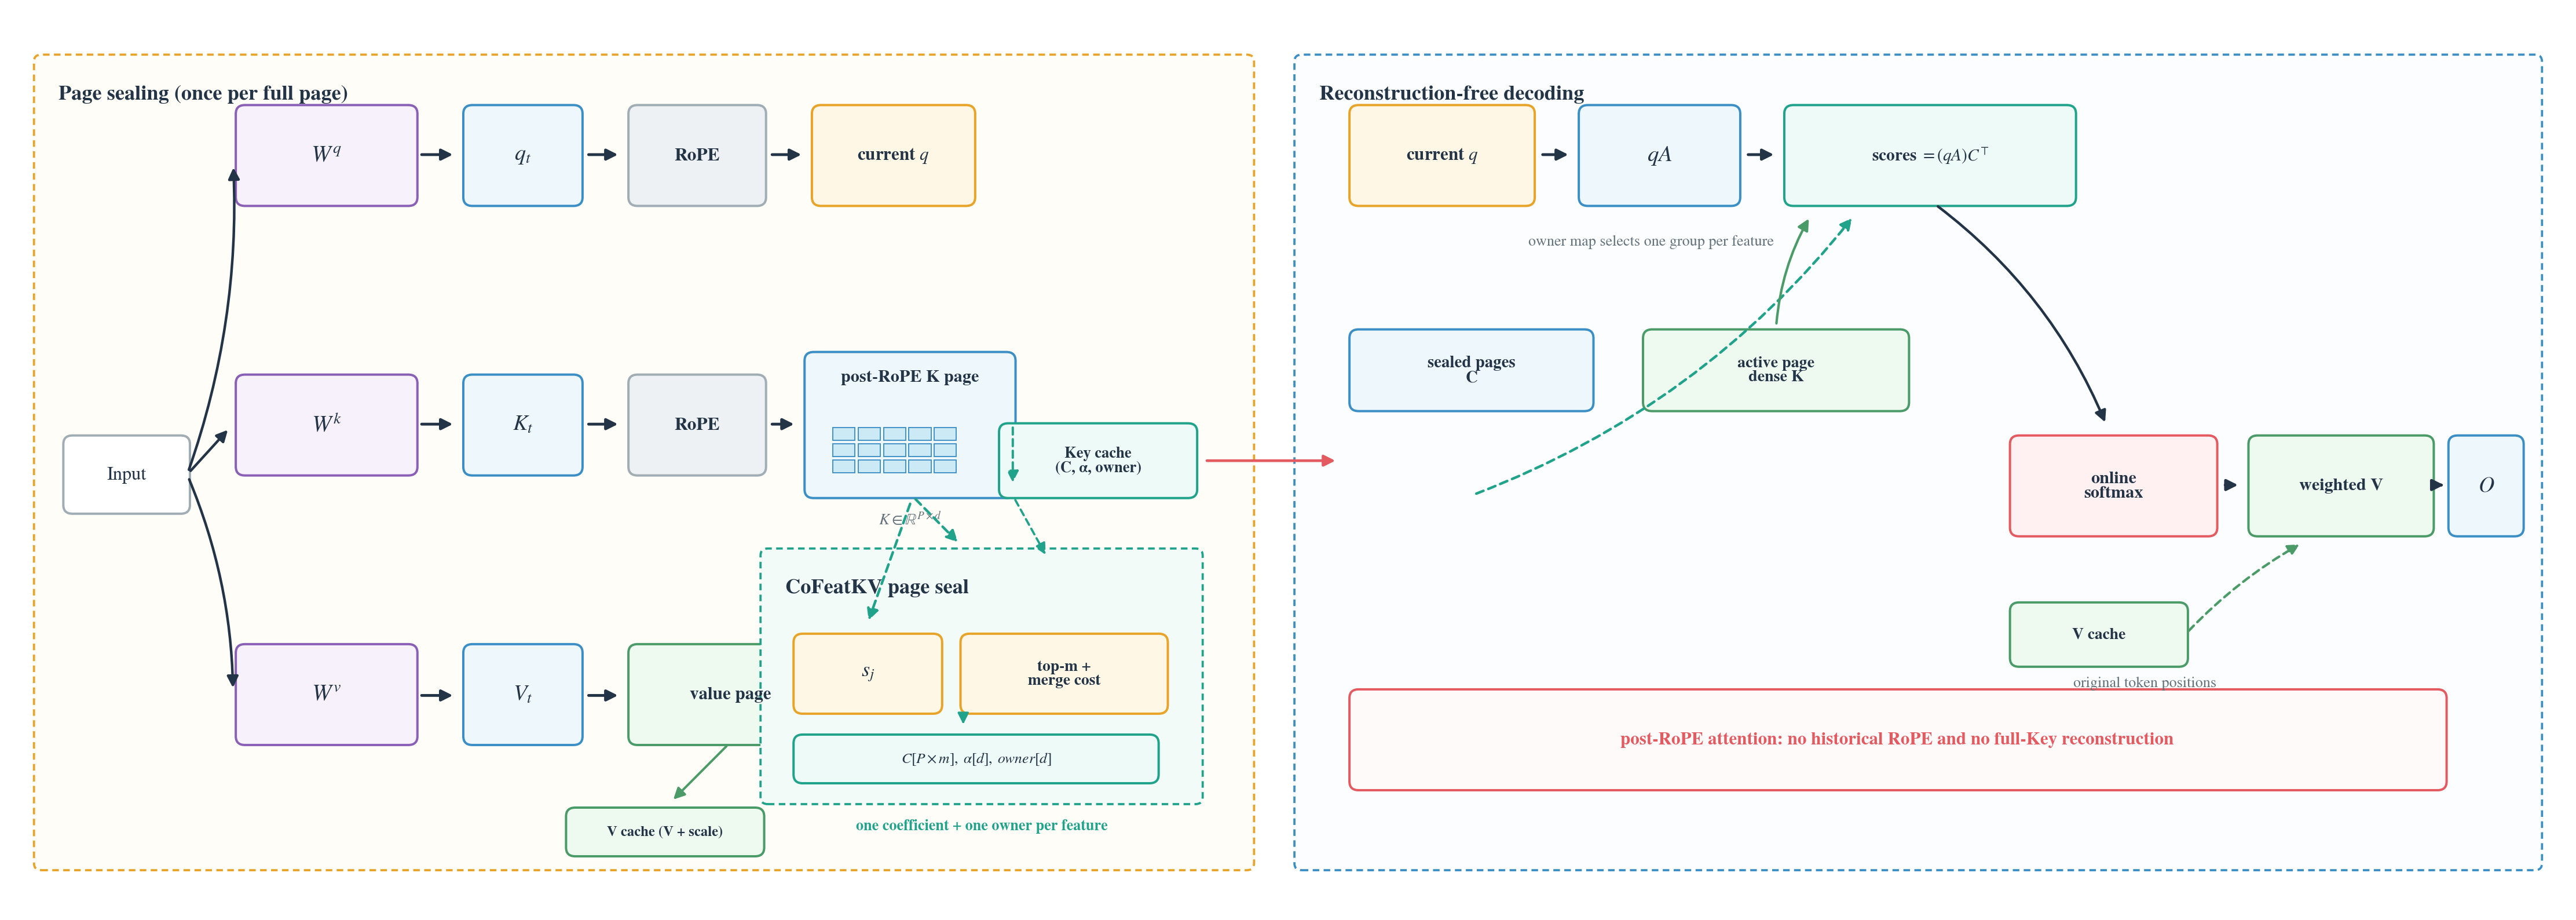 Page sealing (once per full page)
W^q
q_t
RoPE
current q
Input
W^k
K_t
RoPE
post-RoPE K page
Key cache
(C, α, owner)
K∈ℝ^{P×d}
CoFeatKV page seal
s_j
top-m +
merge cost
C[P×m], α[d], owner[d]
one coefficient + one owner per feature
W^v
V_t
value page
V cache (V + scale)
Reconstruction-free decoding
current q
qA
scores =(qA)C^⊤
owner map selects one group per feature
sealed pages
C
active page
dense K
online
softmax
weighted V
O
V cache
original token positions
post-RoPE attention: no historical RoPE and no full-Key reconstruction